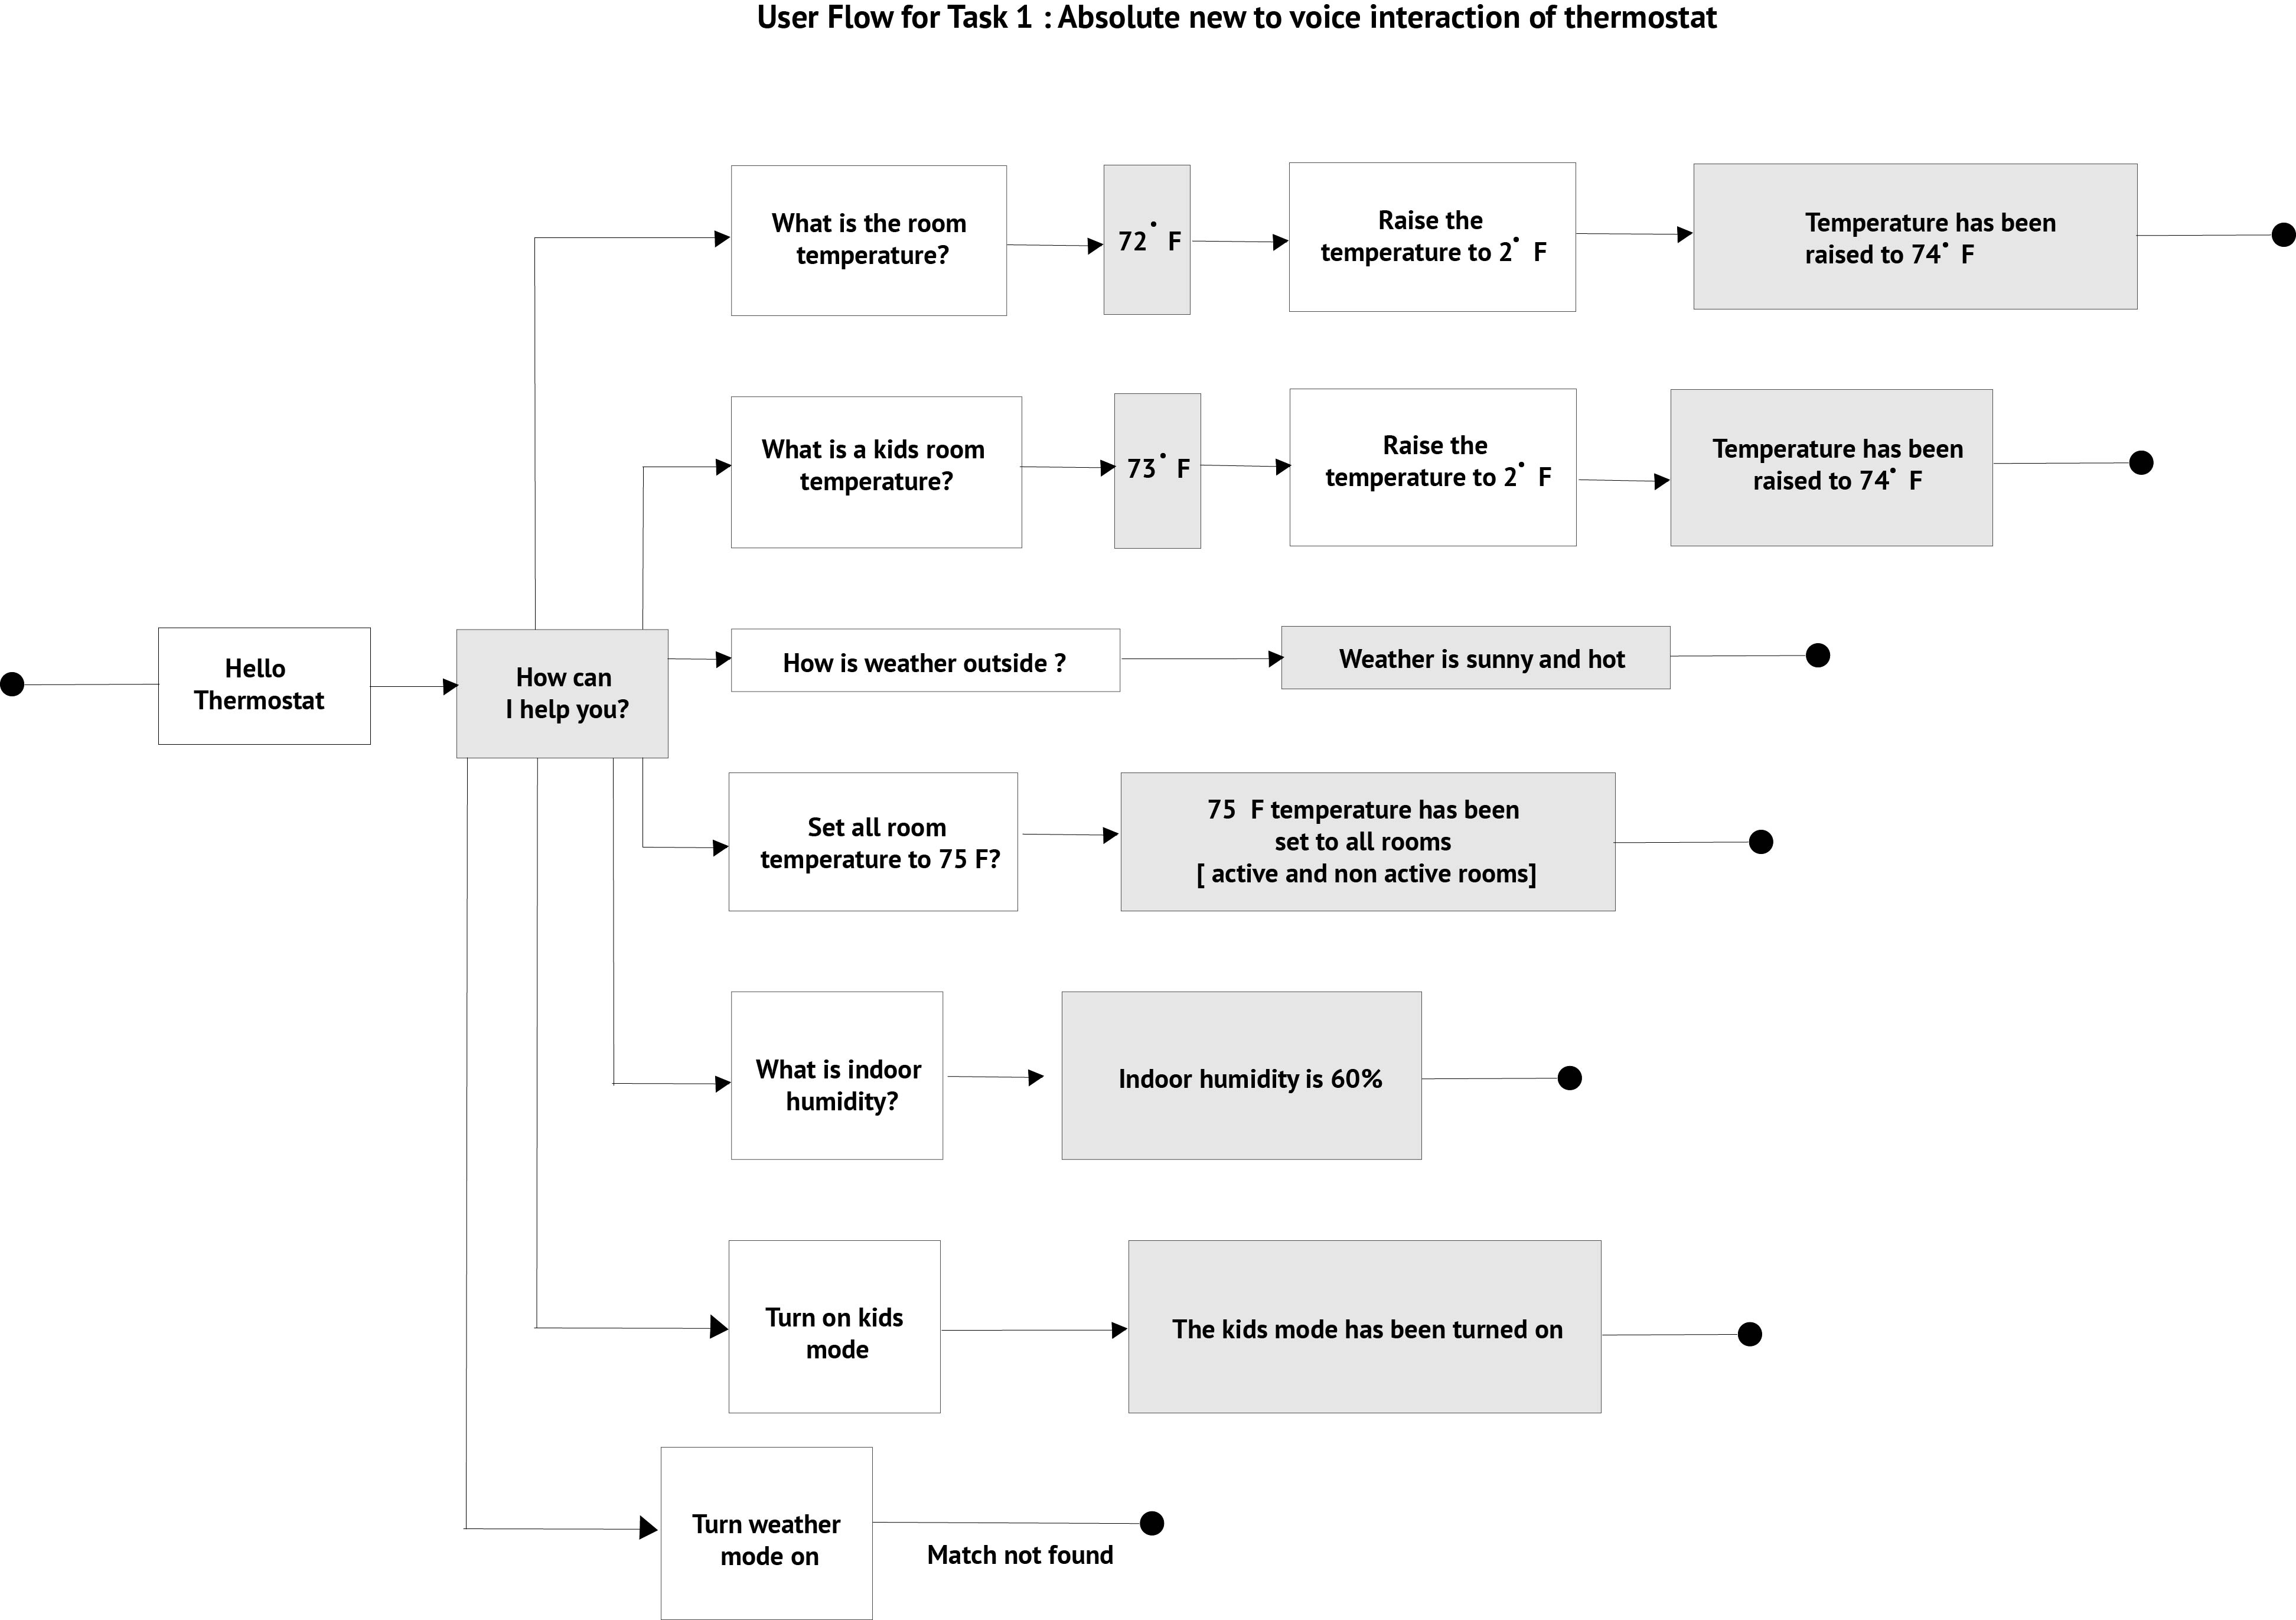 User Flow for Task 1 : Absolute new to voice interaction of thermostat
What is the room
temperature?
72° F
Raise the
temperature to 2° F
Temperature has been
raised to 74° F
What is a kids room
temperature?
73° F
Raise the
temperature to 2° F
Temperature has been
raised to 74° F
Hello
Thermostat
How can
I help you?
How is weather outside ?
Weather is sunny and hot
Set all room
temperature to 75 F?
75 F temperature has been
set to all rooms
[ active and non active rooms]
What is indoor
humidity?
Indoor humidity is 60%
Turn on kids
mode
The kids mode has been turned on
Turn weather
mode on
Match not found